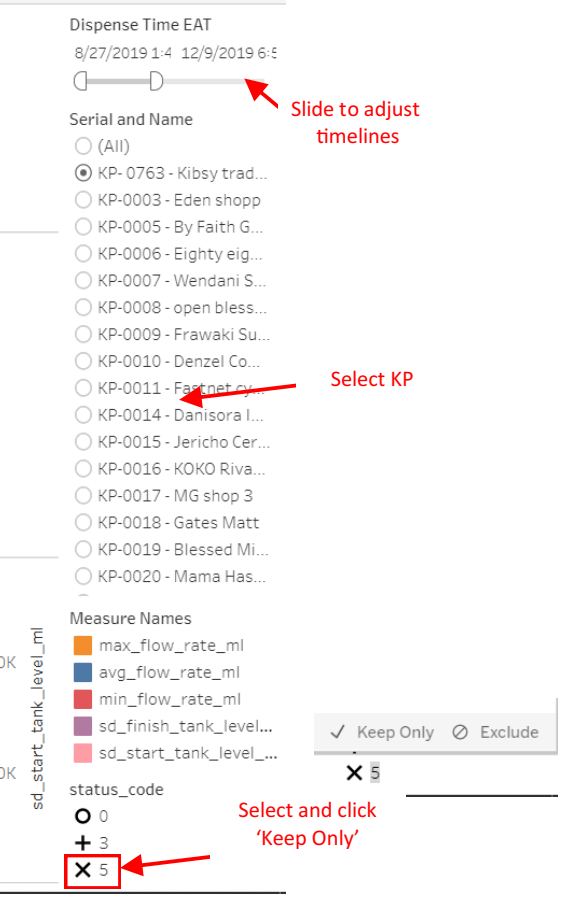 Dispense Time EAT
8/27/2019 1:4 12/9/2019 6:5
Slide to adjust
timelines
Serial and Name
(All)
KP- 0763 - Kibsy trad...
KP-0003 - Eden shopp
KP-0005 - By Faith G...
KP-0006 - Eighty eig...
KP-0007 - Wendani S...
KP-0008 - open bless...
KP-0009 - Frawaki Su...
KP-0010 - Denzel Co...
KP-0011 - Fastnet cy...
Select KP
KP-0014 - Danisora I...
KP-0015 - Jericho Cer...
KP-0016 - KOKO Riva...
KP-0017 - MG shop 3
KP-0018 - Gates Matt
KP-0019 - Blessed Mi...
KP-0020 - Mama Has...
Measure Names
max_flow_rate_ml
avg_flow_rate_ml
min_flow_rate_ml
sd_finish_tank_level...
sd_start_tank_level_...
0K
0K
sd_start_tank_level_ml
Keep Only Exclude
5
status_code
0
3
5
Select and click
‘Keep Only’